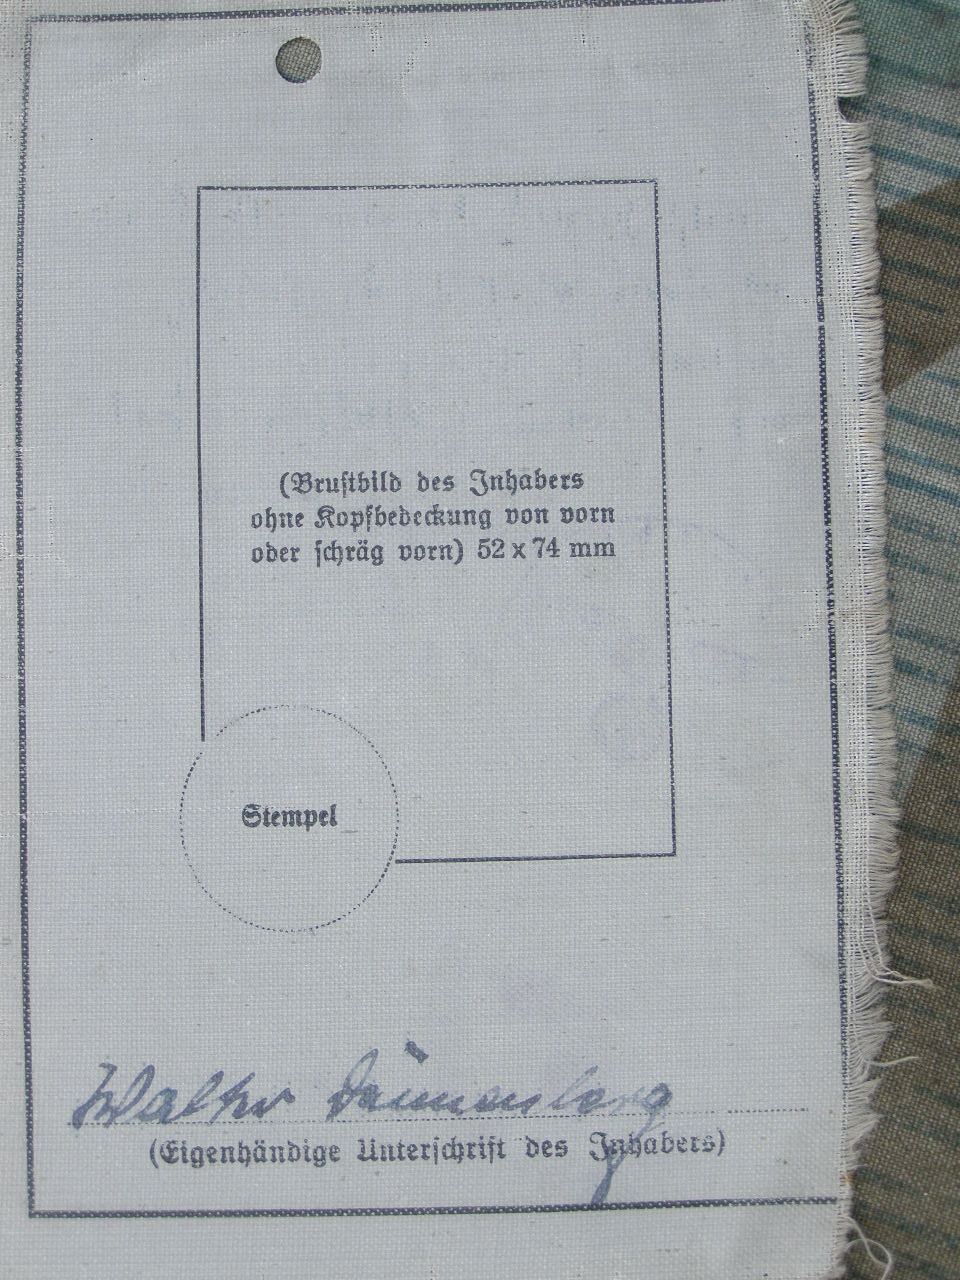 (Brustbild des Inhabers
ohne Kopfbedeckung von vorn
oder schräg vorn) 52 x 74 mm
Stempel
Walter
(Eigenhändige Unterschrift des Inhabers)